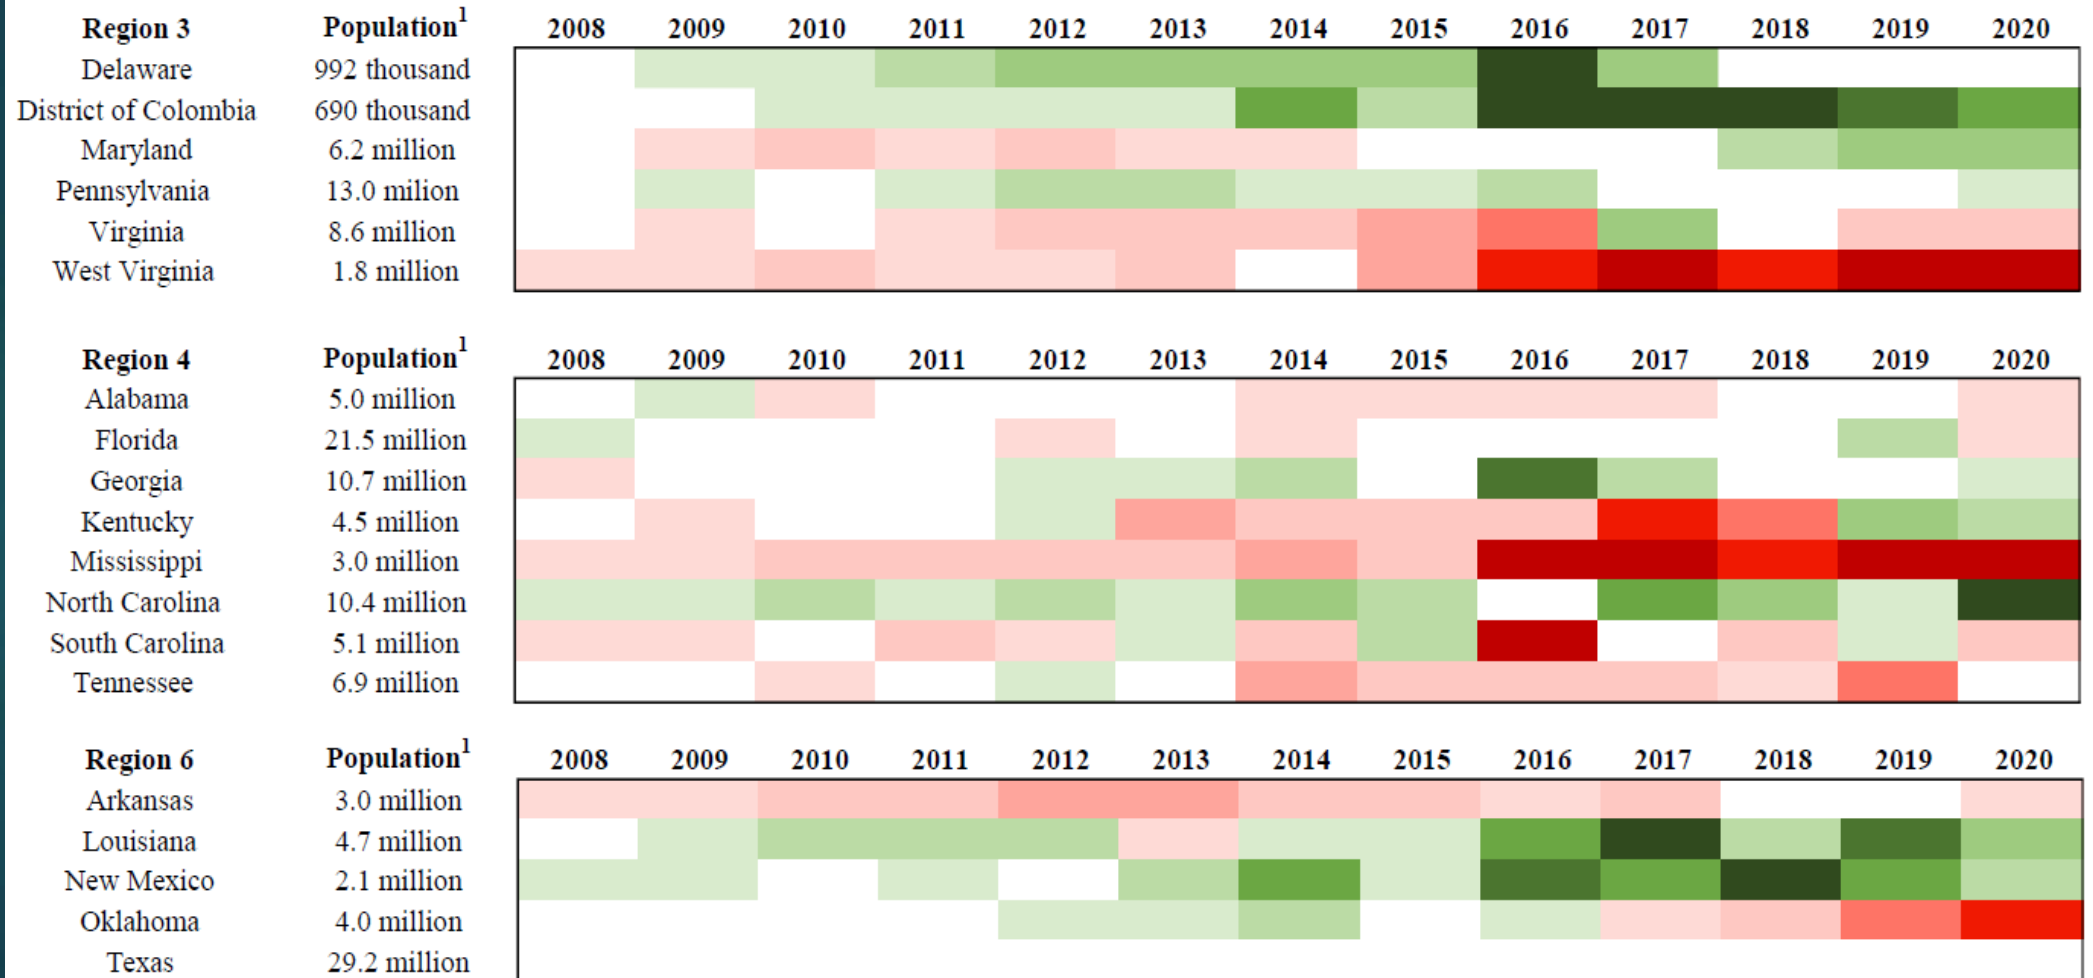 Region 3 Population1 2008 2009 2010 2011 2012 2013 2014 2015 2016 2017 2018 2019 2020
Delaware 992 thousand
District of Colombia 690 thousand
Maryland 6.2 million
Pennsylvania 13.0 milion
Virginia 8.6 million
West Virginia 1.8 million
Region 4 Population1 2008 2009 2010 2011 2012 2013 2014 2015 2016 2017 2018 2019 2020
Alabama 5.0 million
Florida 21.5 million
Georgia 10.7 million
Kentucky 4.5 million
Mississippi 3.0 million
North Carolina 10.4 million
South Carolina 5.1 million
Tennessee 6.9 million
Region 6 Population1 2008 2009 2010 2011 2012 2013 2014 2015 2016 2017 2018 2019 2020
Arkansas 3.0 million
Louisiana 4.7 million
New Mexico 2.1 million
Oklahoma 4.0 million
Texas 29.2 million